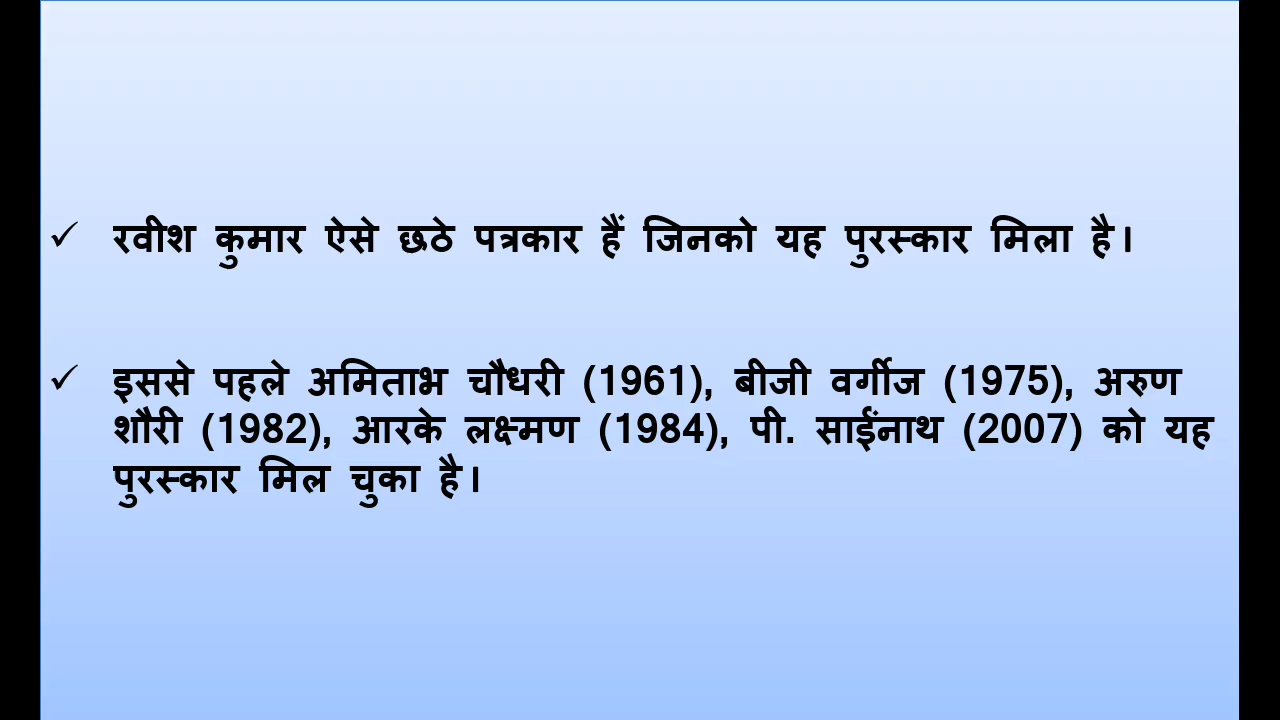 रवीश कुमार ऐसे छठे पत्रकार हैं जिनको यह पुरस्कार मिला है।
इससे पहले अमिताभ चौधरी (1961), बीजी वर्गीज (1975), अरुण
शौरी (1982), आरके लक्ष्मण (1984), पी. साईंनाथ (2007) को यह
पुरस्कार मिल चुका है।